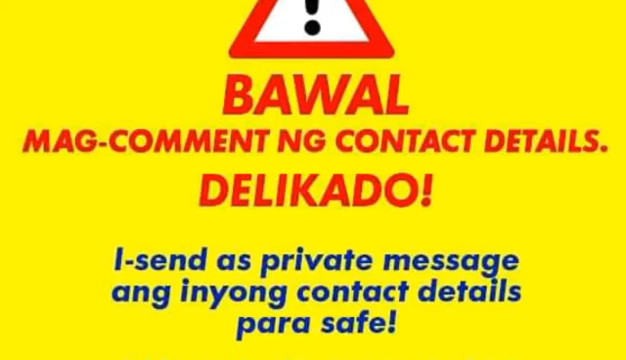 BAWAL
MAG-COMMENT NG CONTACT DETAILS.
DELIKADO!
I-send as private message
ang inyong contact details
para safe!